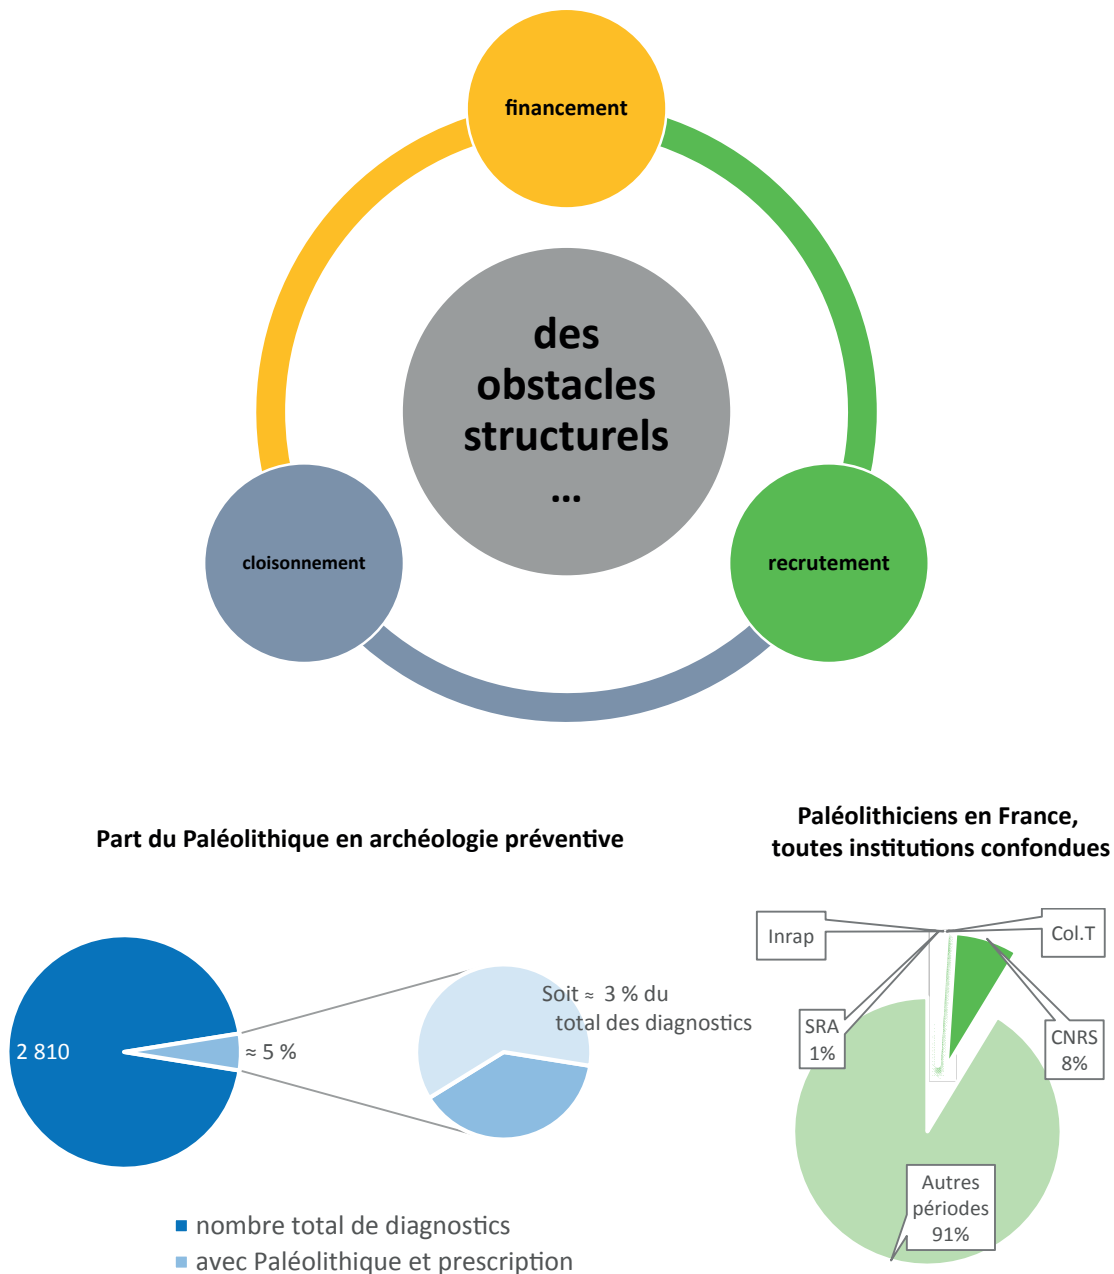 financement
des
obstacles
structurels
...
cloisonnement
recrutement
Part du Paléolithique en archéologie préventive
2 810
≈ 5 %
Soit ≈ 3 % du
total des diagnostics
nombre total de diagnostics
avec Paléolithique et prescription
Paléolithiciens en France,
toutes institutions confondues
Inrap
Col.T
SRA
1%
CNRS
8%
Autres
périodes
91%